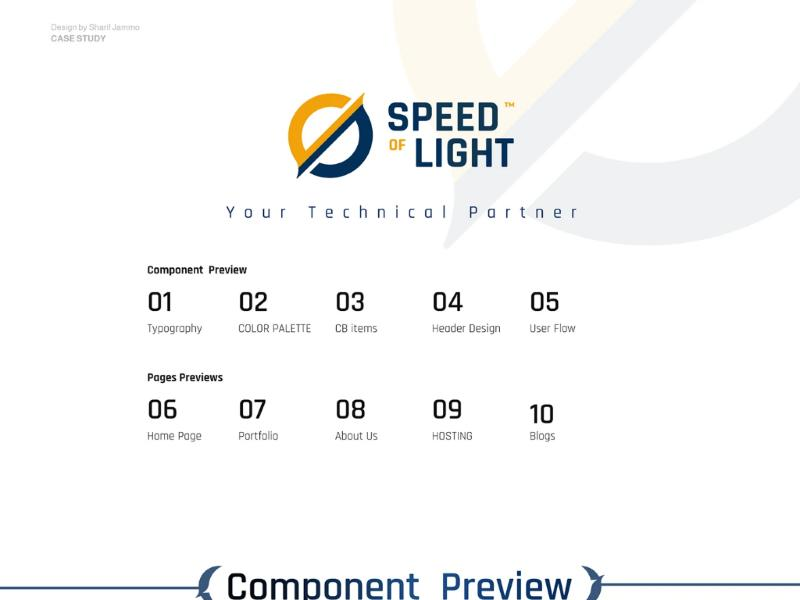 Design by Sharif Jammo
CASE STUDY
SPEED ™
OF LIGHT
Your Technical Partner
Component Preview
01 02 03 04 05
Typography COLOR PALETTE CB items Header Design User Flow
Pages Previews
06 07 08 09 10
Home Page Portfolio About Us HOSTING Blogs
Component Preview